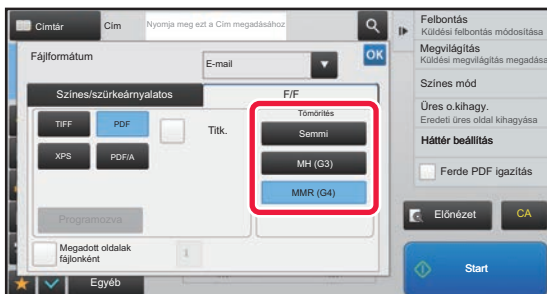 Címtár
Cím
Nyomja meg ezt a Cím megadásához
Fájlformátum
E-mail
OK
Színes/szürkeárnyalatos
F/F
TIFF
PDF
Titk.
XPS
PDF/A
Tömörítés
Semmi
MH (G3)
MMR (G4)
Programozva
Megadott oldalak
fájlonként
1
Egyéb
Felbontás
Küldési felbontás módosítása
Megvilágítás
Küldési megvilágítás megadása
Színes mód
Üres o.kihagy.
Eredeti üres oldal kihagyása
Háttér beállítás
Ferde PDF igazítás
Előnézet
CA
Start